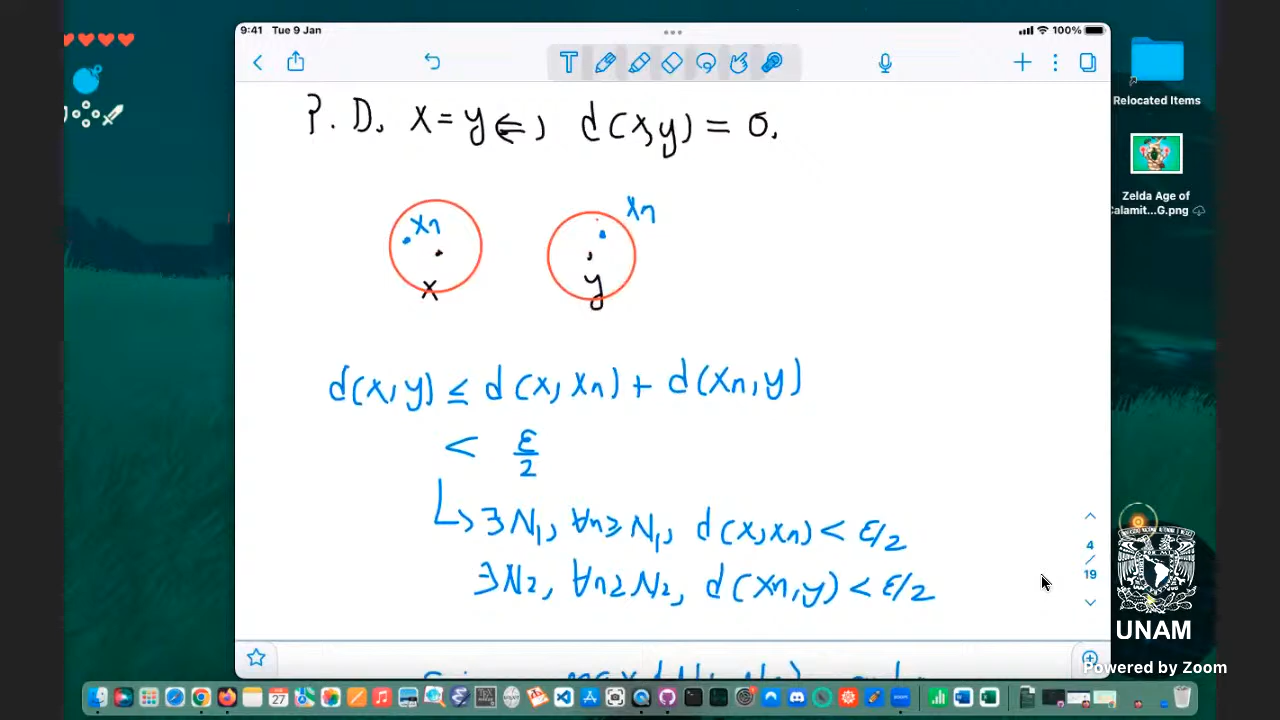 9:41 Tue 9 Jan
100%
P.D. x = y ⇔ d(x,y) = 0.
xn
xn
x
y
d(x,y) ≤ d(x,xn) + d(xn,y)
< ε/2
↳ ∃N1, ∀n≥N1, d(x,xn) < ε/2
∃N2, ∀n≥N2, d(xn,y) < ε/2
4
/
19
Relocated Items
Zelda Age of
Calamit...G.png
UNAM
Powered by Zoom
27